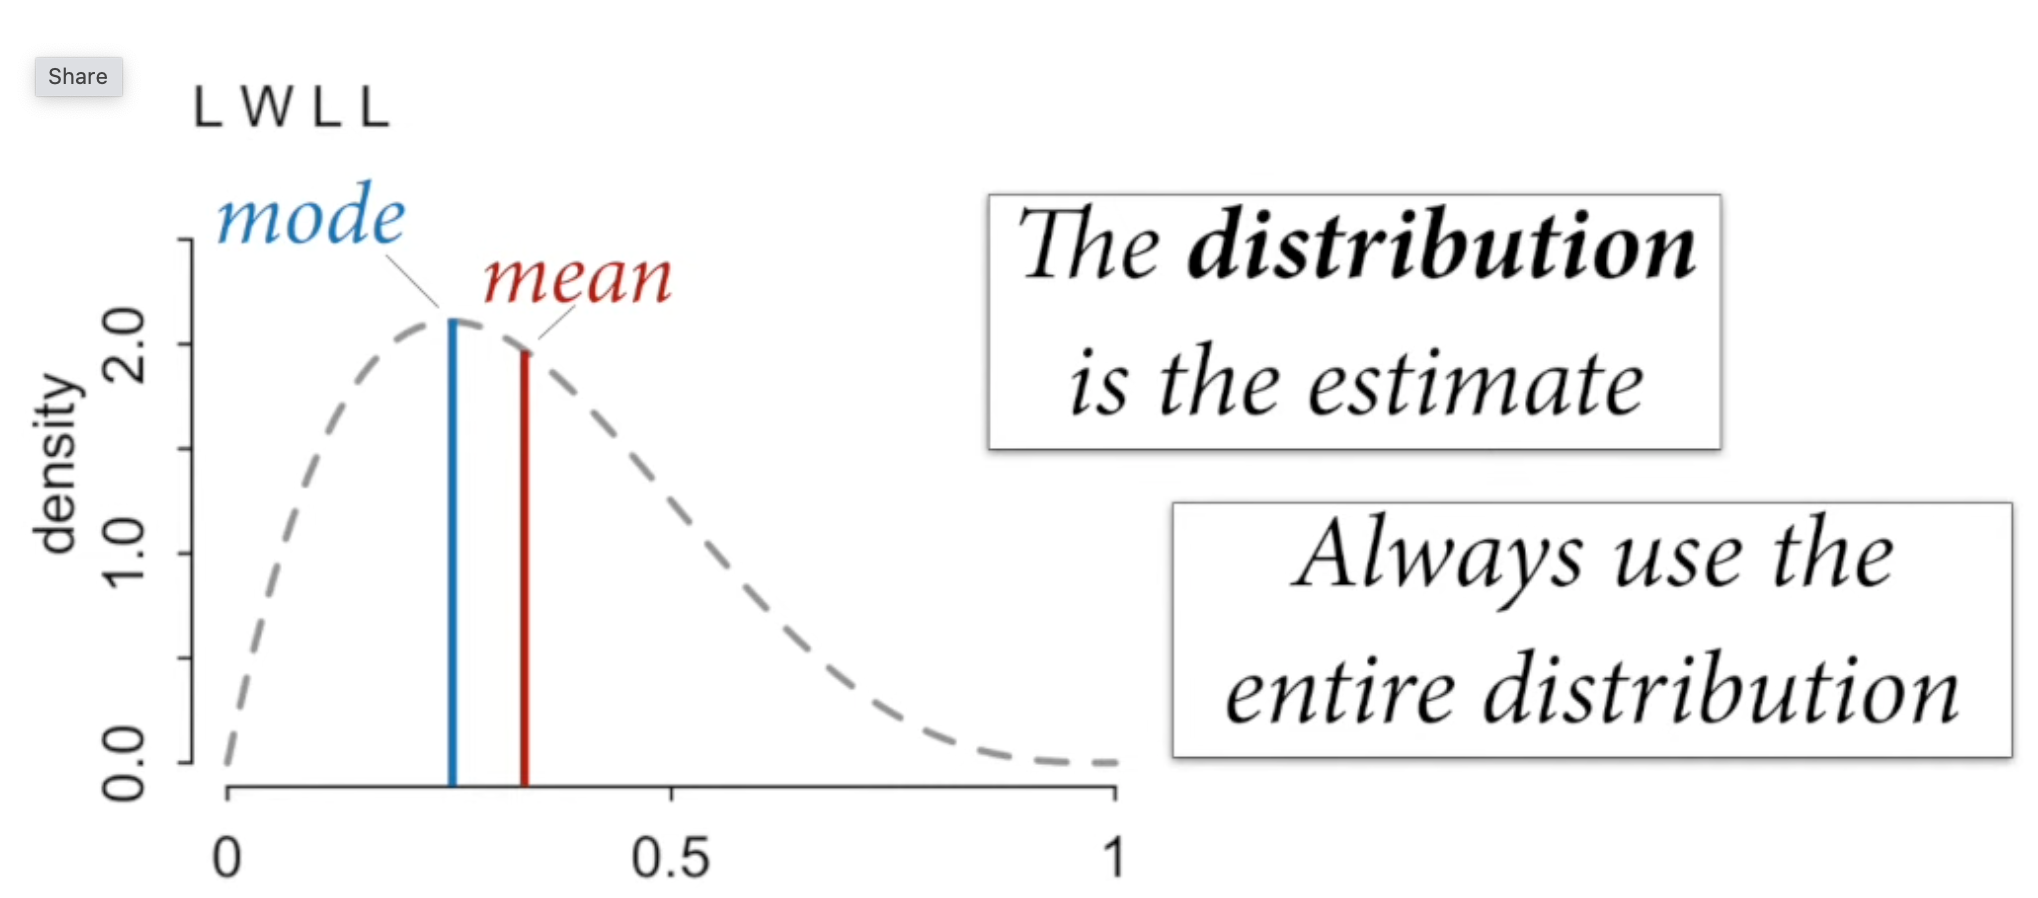 Share
L W L L
mode
mean
The distribution
is the estimate
Always use the
entire distribution
density
2.0
1.0
0.0
0
0.5
1